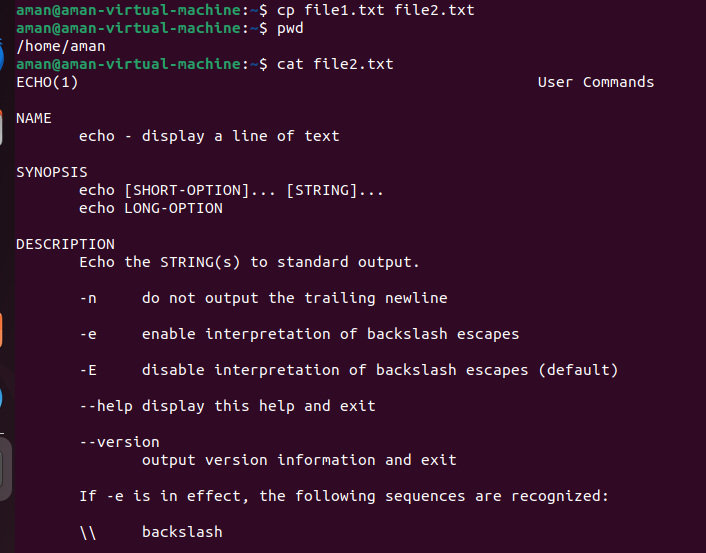 aman@aman-virtual-machine:~$ cp file1.txt file2.txt
aman@aman-virtual-machine:~$ pwd
/home/aman
aman@aman-virtual-machine:~$ cat file2.txt
ECHO(1)                                                   User Commands
NAME
       echo - display a line of text
SYNOPSIS
       echo [SHORT-OPTION]... [STRING]...
       echo LONG-OPTION
DESCRIPTION
       Echo the STRING(s) to standard output.
       -n     do not output the trailing newline
       -e     enable interpretation of backslash escapes
       -E     disable interpretation of backslash escapes (default)
       --help display this help and exit
       --version
              output version information and exit
       If -e is in effect, the following sequences are recognized:
       \\     backslash